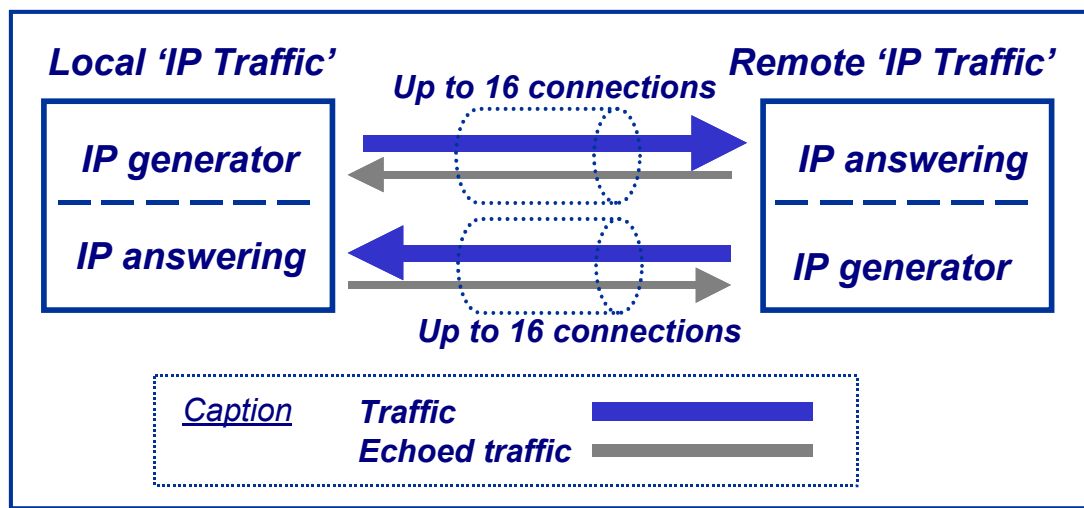 Local ‘IP Traffic’
Remote ‘IP Traffic’
Up to 16 connections
IP generator
IP answering
IP answering
IP generator
Up to 16 connections
Caption
Traffic
Echoed traffic